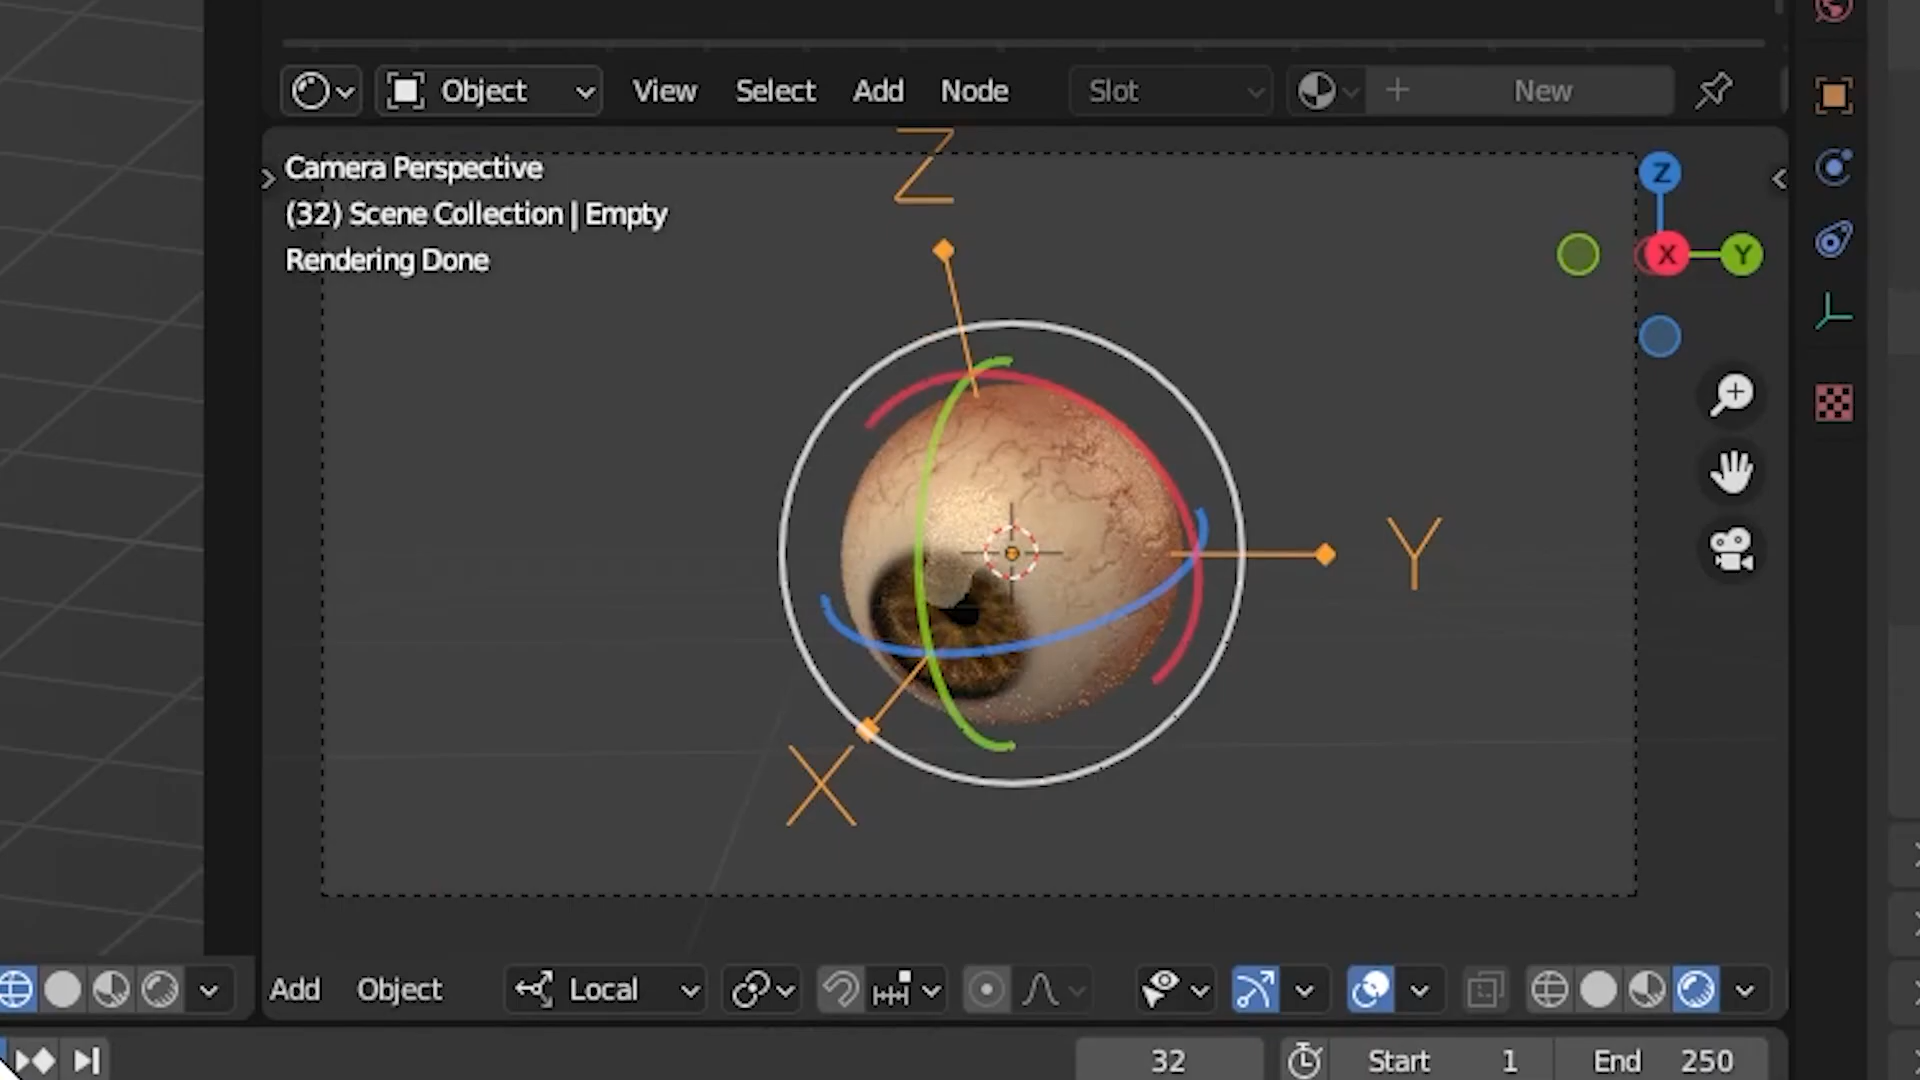 Object View Select Add Node Slot New
Z
Camera Perspective
(32) Scene Collection | Empty
Rendering Done
Z
X Y
Y
X
Add Object Local
32 Start 1 End 250